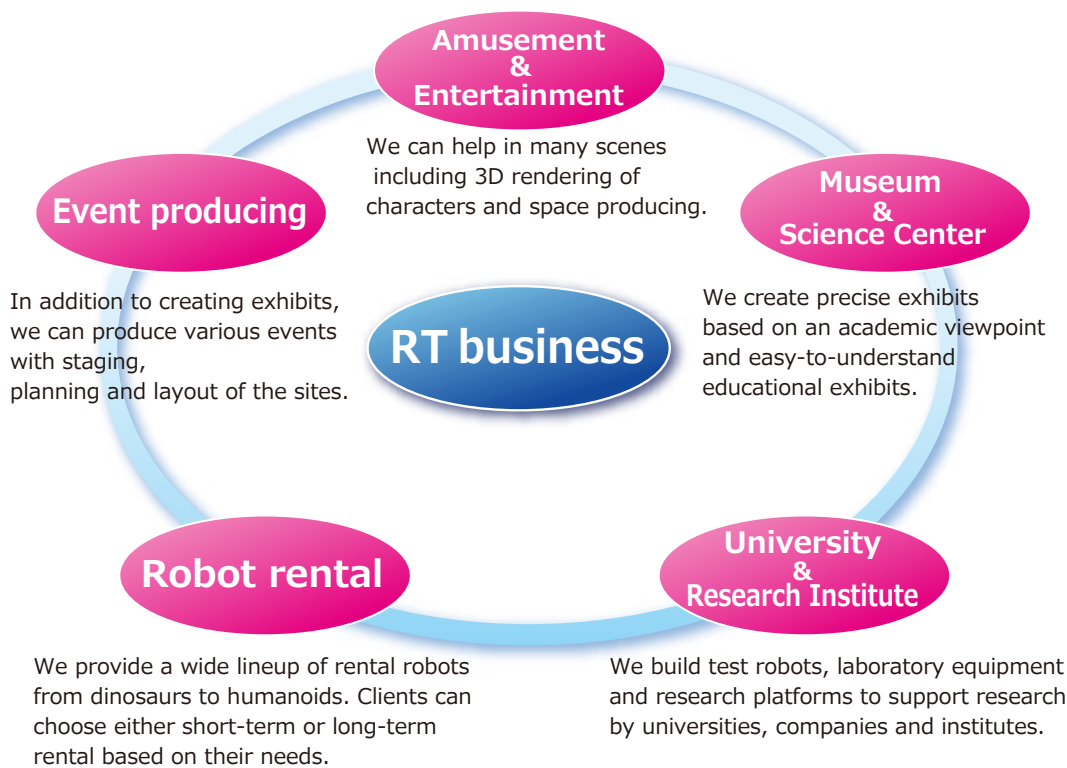 Amusement
&
Entertainment
We can help in many scenes
including 3D rendering of
characters and space producing.
Event producing
In addition to creating exhibits,
we can produce various events
with staging,
planning and layout of the sites.
Museum
&
Science Center
We create precise exhibits
based on an academic viewpoint
and easy-to-understand
educational exhibits.
RT business
Robot rental
We provide a wide lineup of rental robots
from dinosaurs to humanoids. Clients can
choose either short-term or long-term
rental based on their needs.
University
&
Research Institute
We build test robots, laboratory equipment
and research platforms to support research
by universities, companies and institutes.